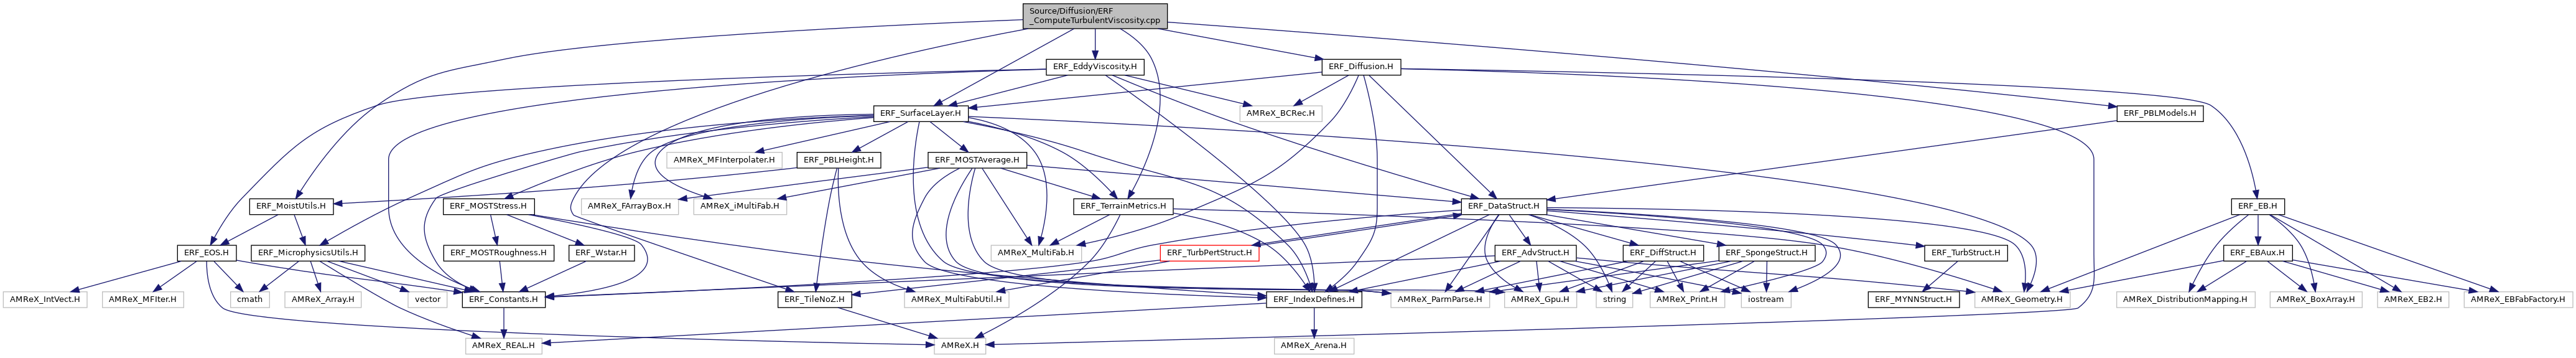 Source/Diffusion/ERF
_ComputeTurbulentViscosity.cpp
ERF_EddyViscosity.H
ERF_Diffusion.H
ERF_SurfaceLayer.H
AMReX_BCRec.H
ERF_PBLModels.H
AMReX_MFInterpolater.H
ERF_PBLHeight.H
ERF_MOSTAverage.H
ERF_MoistUtils.H
ERF_MOSTStress.H
AMReX_FArrayBox.H
AMReX_iMultiFab.H
ERF_TerrainMetrics.H
ERF_DataStruct.H
ERF_EB.H
ERF_EOS.H
ERF_MicrophysicsUtils.H
ERF_MOSTRoughness.H
ERF_Wstar.H
AMReX_MultiFab.H
ERF_TurbPertStruct.H
ERF_AdvStruct.H
ERF_DiffStruct.H
ERF_SpongeStruct.H
ERF_TurbStruct.H
ERF_EBAux.H
AMReX_IntVect.H
AMReX_MFIter.H
cmath
AMReX_Array.H
vector
ERF_Constants.H
ERF_TileNoZ.H
AMReX_MultiFabUtil.H
ERF_IndexDefines.H
AMReX_ParmParse.H
AMReX_Gpu.H
string
AMReX_Print.H
iostream
ERF_MYNNStruct.H
AMReX_Geometry.H
AMReX_DistributionMapping.H
AMReX_BoxArray.H
AMReX_EB2.H
AMReX_EBFabFactory.H
AMReX_REAL.H
AMReX.H
AMReX_Arena.H